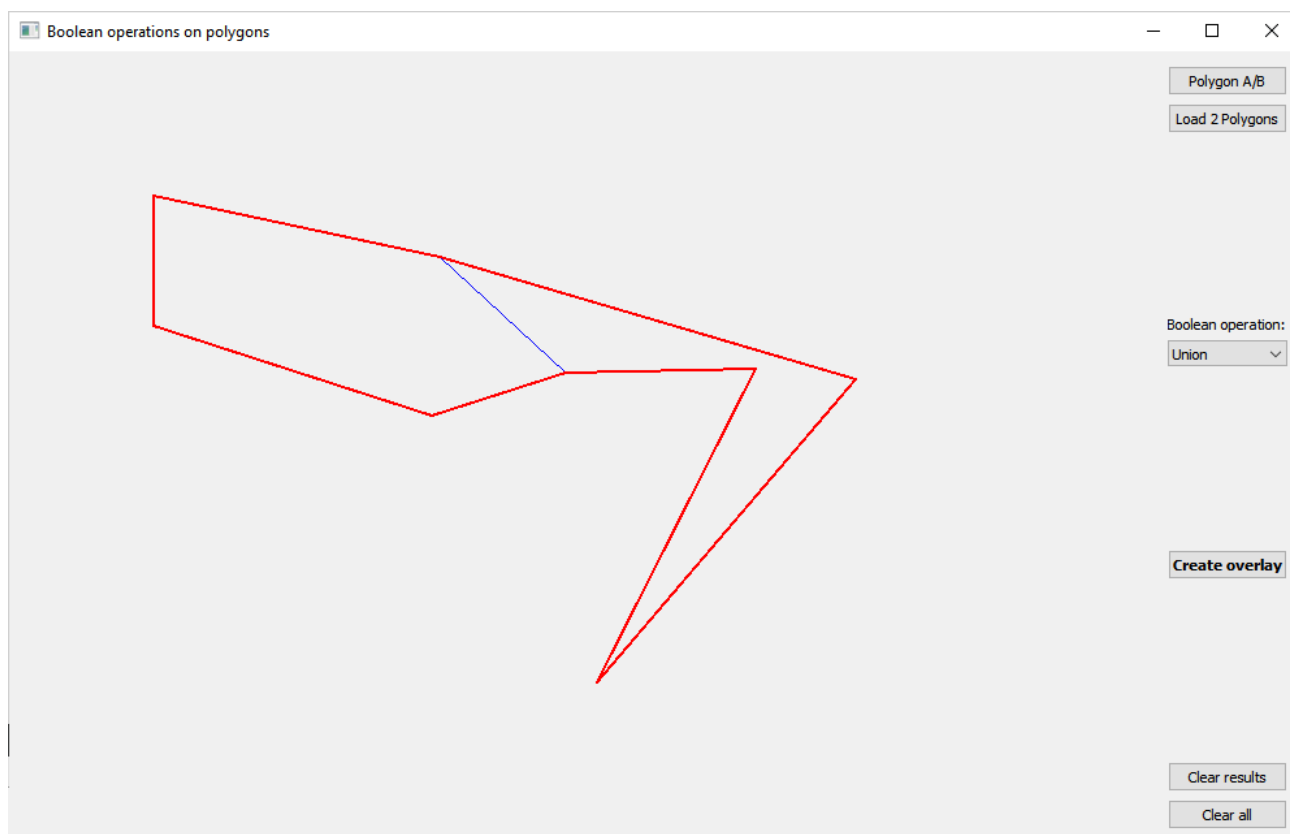 Boolean operations on polygons
Polygon A/B
Load 2 Polygons
Boolean operation:
Union
Create overlay
Clear results
Clear all